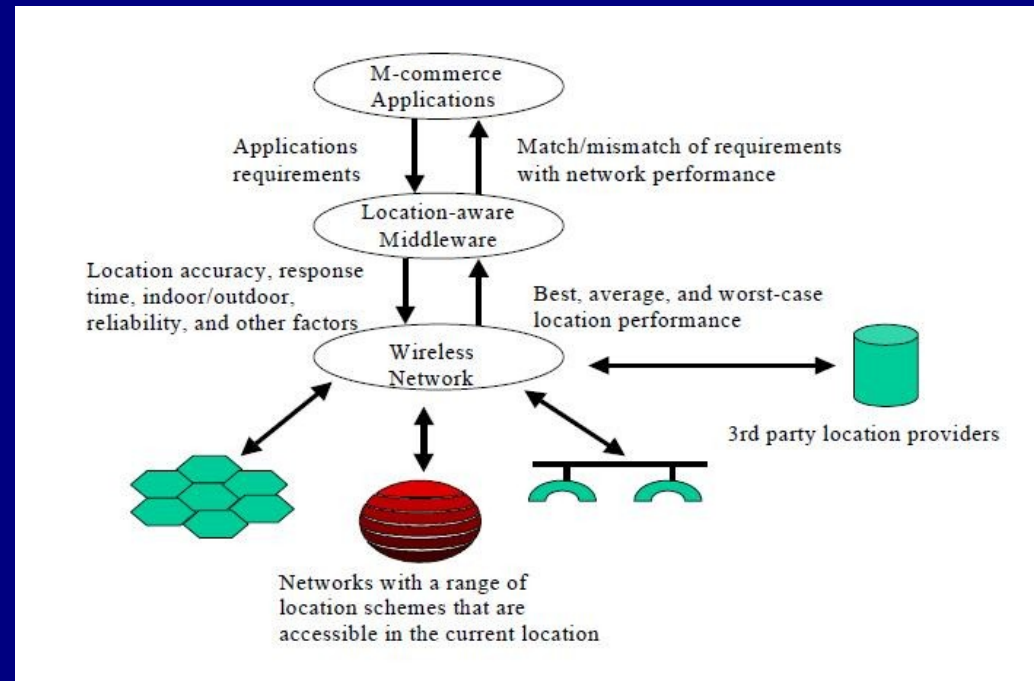 M-commerce
Applications
Applications
requirements
Match/mismatch of requirements
with network performance
Location-aware
Middleware
Location accuracy, response
time, indoor/outdoor,
reliability, and other factors
Best, average, and worst-case
location performance
Wireless
Network
3rd party location providers
Networks with a range of
location schemes that are
accessible in the current location